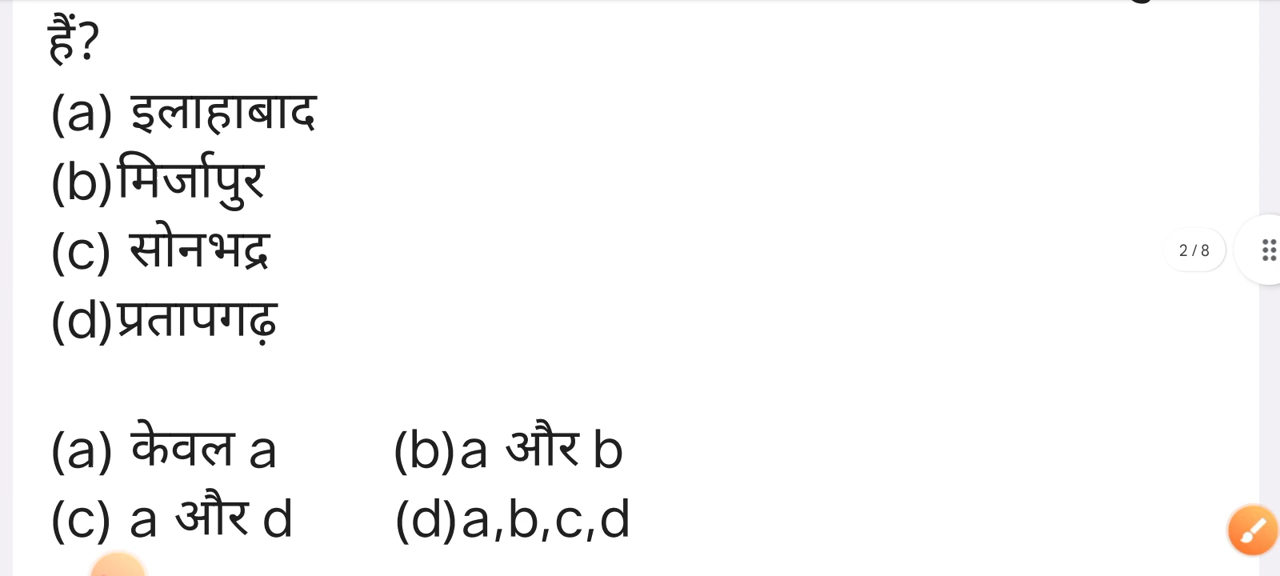 हैं?
(a) इलाहाबाद
(b)मिर्जापुर
(c) सोनभद्र
(d)प्रतापगढ़
2/8
(a) केवल a (b)a और b
(c) a और d (d)a,b,c,d